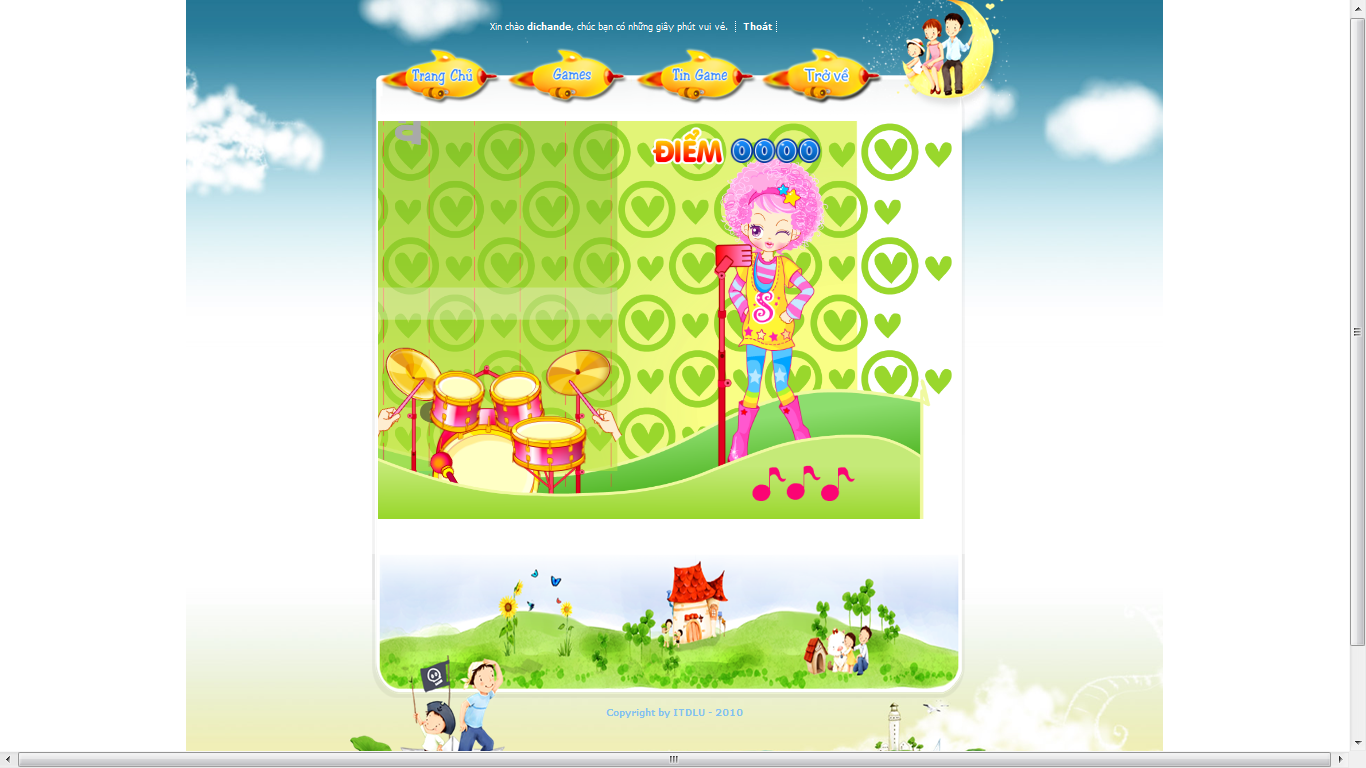 Xin chào dichande, chúc bạn có những giây phút vui vẻ. Thoát
Trang Chủ Games Tin Game Trở về
ĐIỂM 0000
S
Copyright by ITDLU - 2010